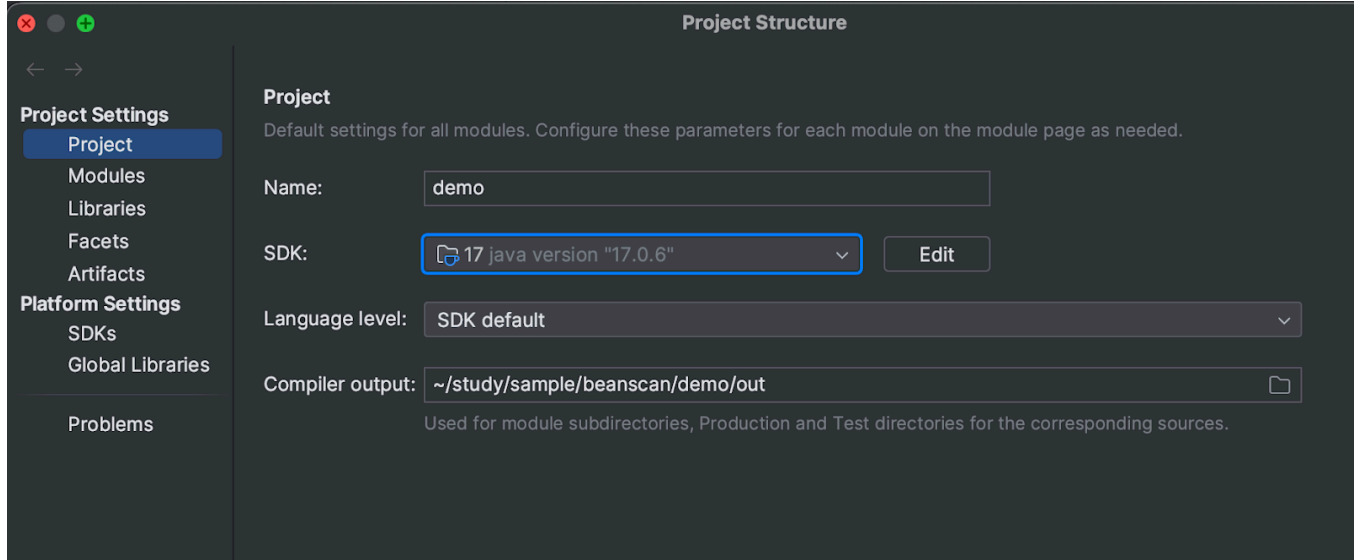 Project Structure
Project Settings
Project
Modules
Libraries
Facets
Artifacts
Platform Settings
SDKs
Global Libraries
Problems
Project
Default settings for all modules. Configure these parameters for each module on the module page as needed.
Name: demo
SDK: 17 java version "17.0.6" Edit
Language level: SDK default
Compiler output: ~/study/sample/beanscan/demo/out
Used for module subdirectories, Production and Test directories for the corresponding sources.